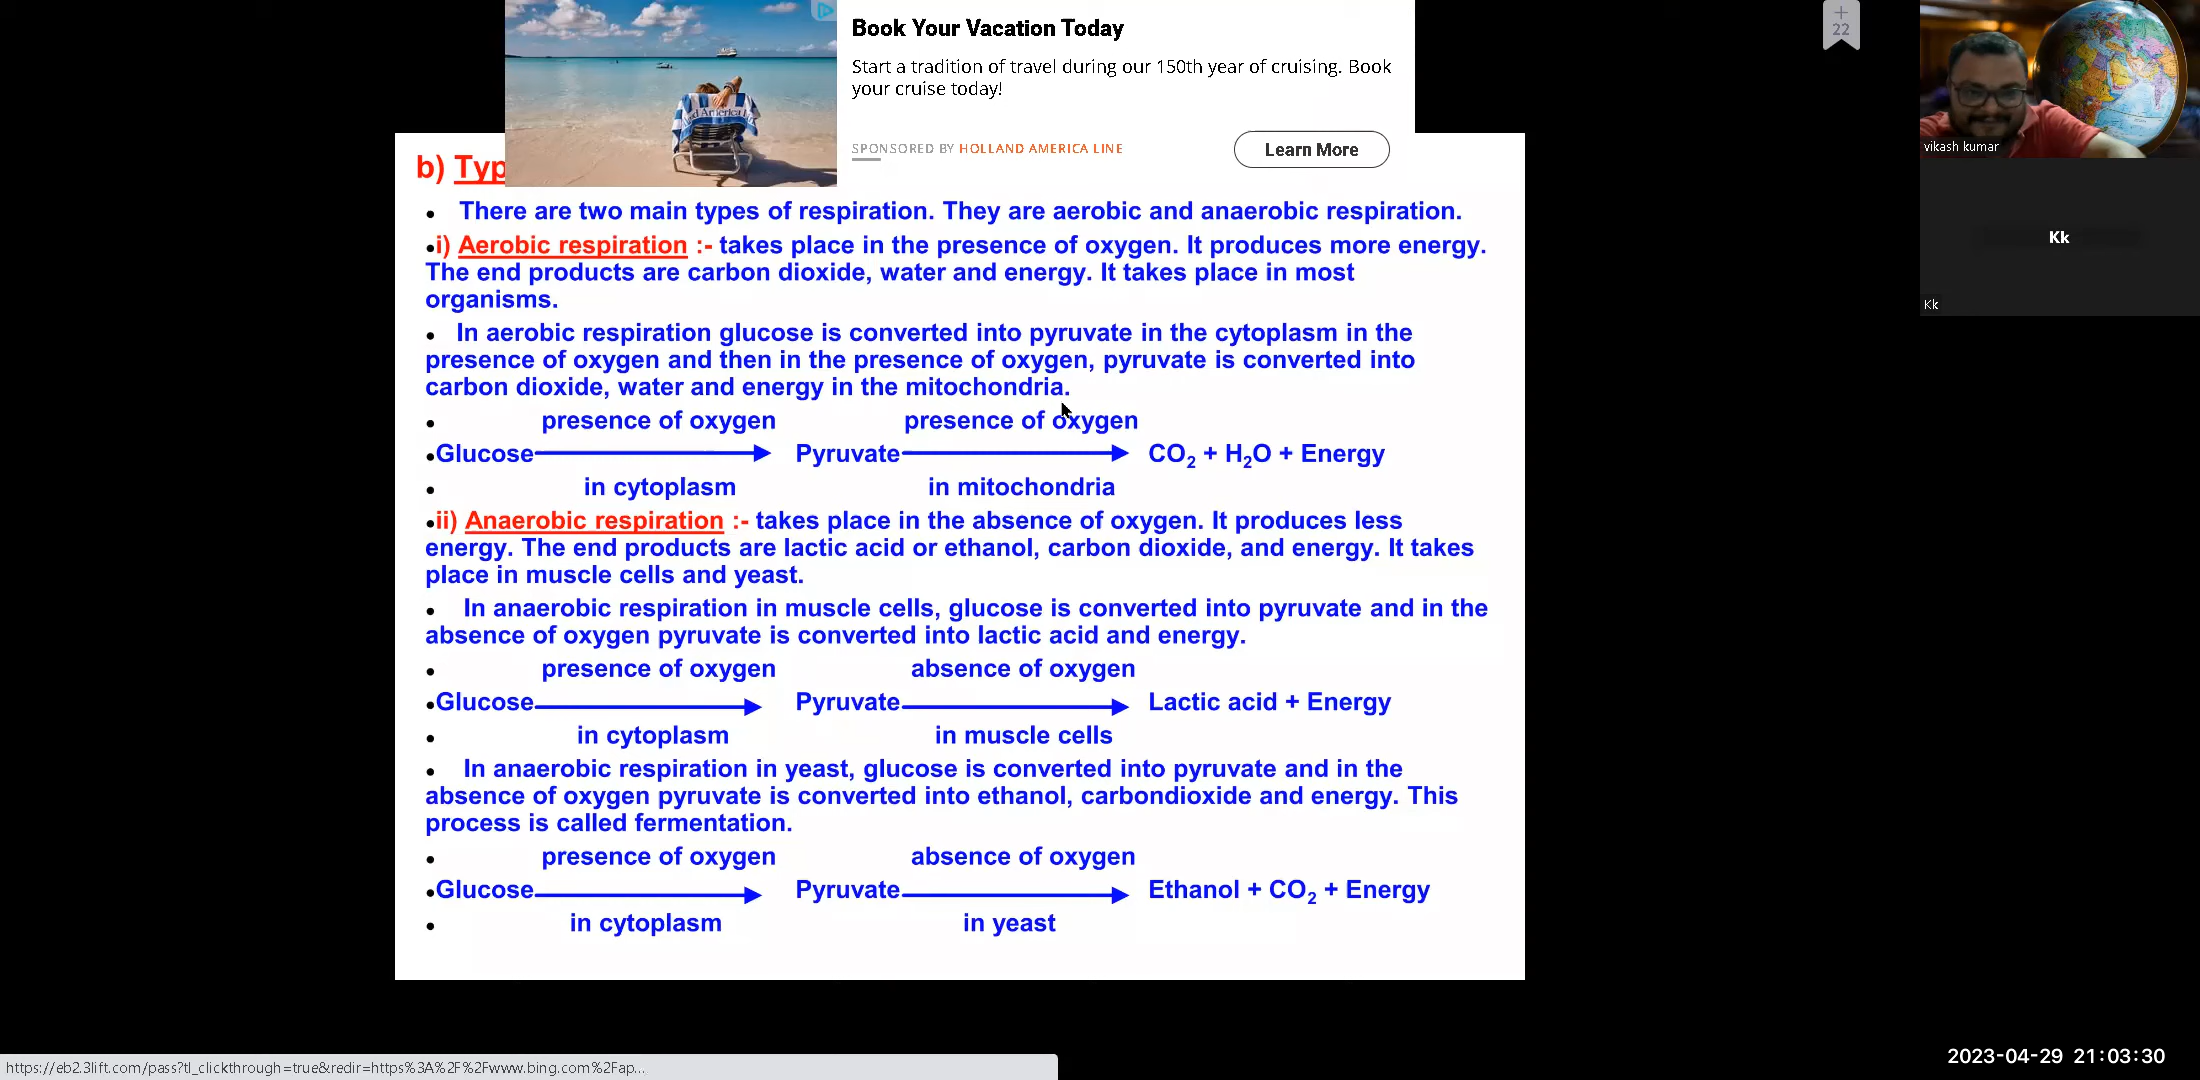 Book Your Vacation Today
Start a tradition of travel during our 150th year of cruising. Book
your cruise today!
SPONSORED BY HOLLAND AMERICA LINE
Learn More
+
22
vikash kumar
Kk
Kk
b) Typ
• There are two main types of respiration. They are aerobic and anaerobic respiration.
•i) Aerobic respiration :- takes place in the presence of oxygen. It produces more energy.
The end products are carbon dioxide, water and energy. It takes place in most
organisms.
• In aerobic respiration glucose is converted into pyruvate in the cytoplasm in the
presence of oxygen and then in the presence of oxygen, pyruvate is converted into
carbon dioxide, water and energy in the mitochondria.
• presence of oxygen presence of oxygen
•Glucose Pyruvate CO2 + H2O + Energy
• in cytoplasm in mitochondria
•ii) Anaerobic respiration :- takes place in the absence of oxygen. It produces less
energy. The end products are lactic acid or ethanol, carbon dioxide, and energy. It takes
place in muscle cells and yeast.
• In anaerobic respiration in muscle cells, glucose is converted into pyruvate and in the
absence of oxygen pyruvate is converted into lactic acid and energy.
• presence of oxygen absence of oxygen
•Glucose Pyruvate Lactic acid + Energy
• in cytoplasm in muscle cells
• In anaerobic respiration in yeast, glucose is converted into pyruvate and in the
absence of oxygen pyruvate is converted into ethanol, carbondioxide and energy. This
process is called fermentation.
• presence of oxygen absence of oxygen
•Glucose Pyruvate Ethanol + CO2 + Energy
• in cytoplasm in yeast
2023-04-29 21:03:30
https://eb2.3lift.com/pass?tl_clickthrough=true&redir=https%3A%2F%2Fwww.bing.com%2Fap...